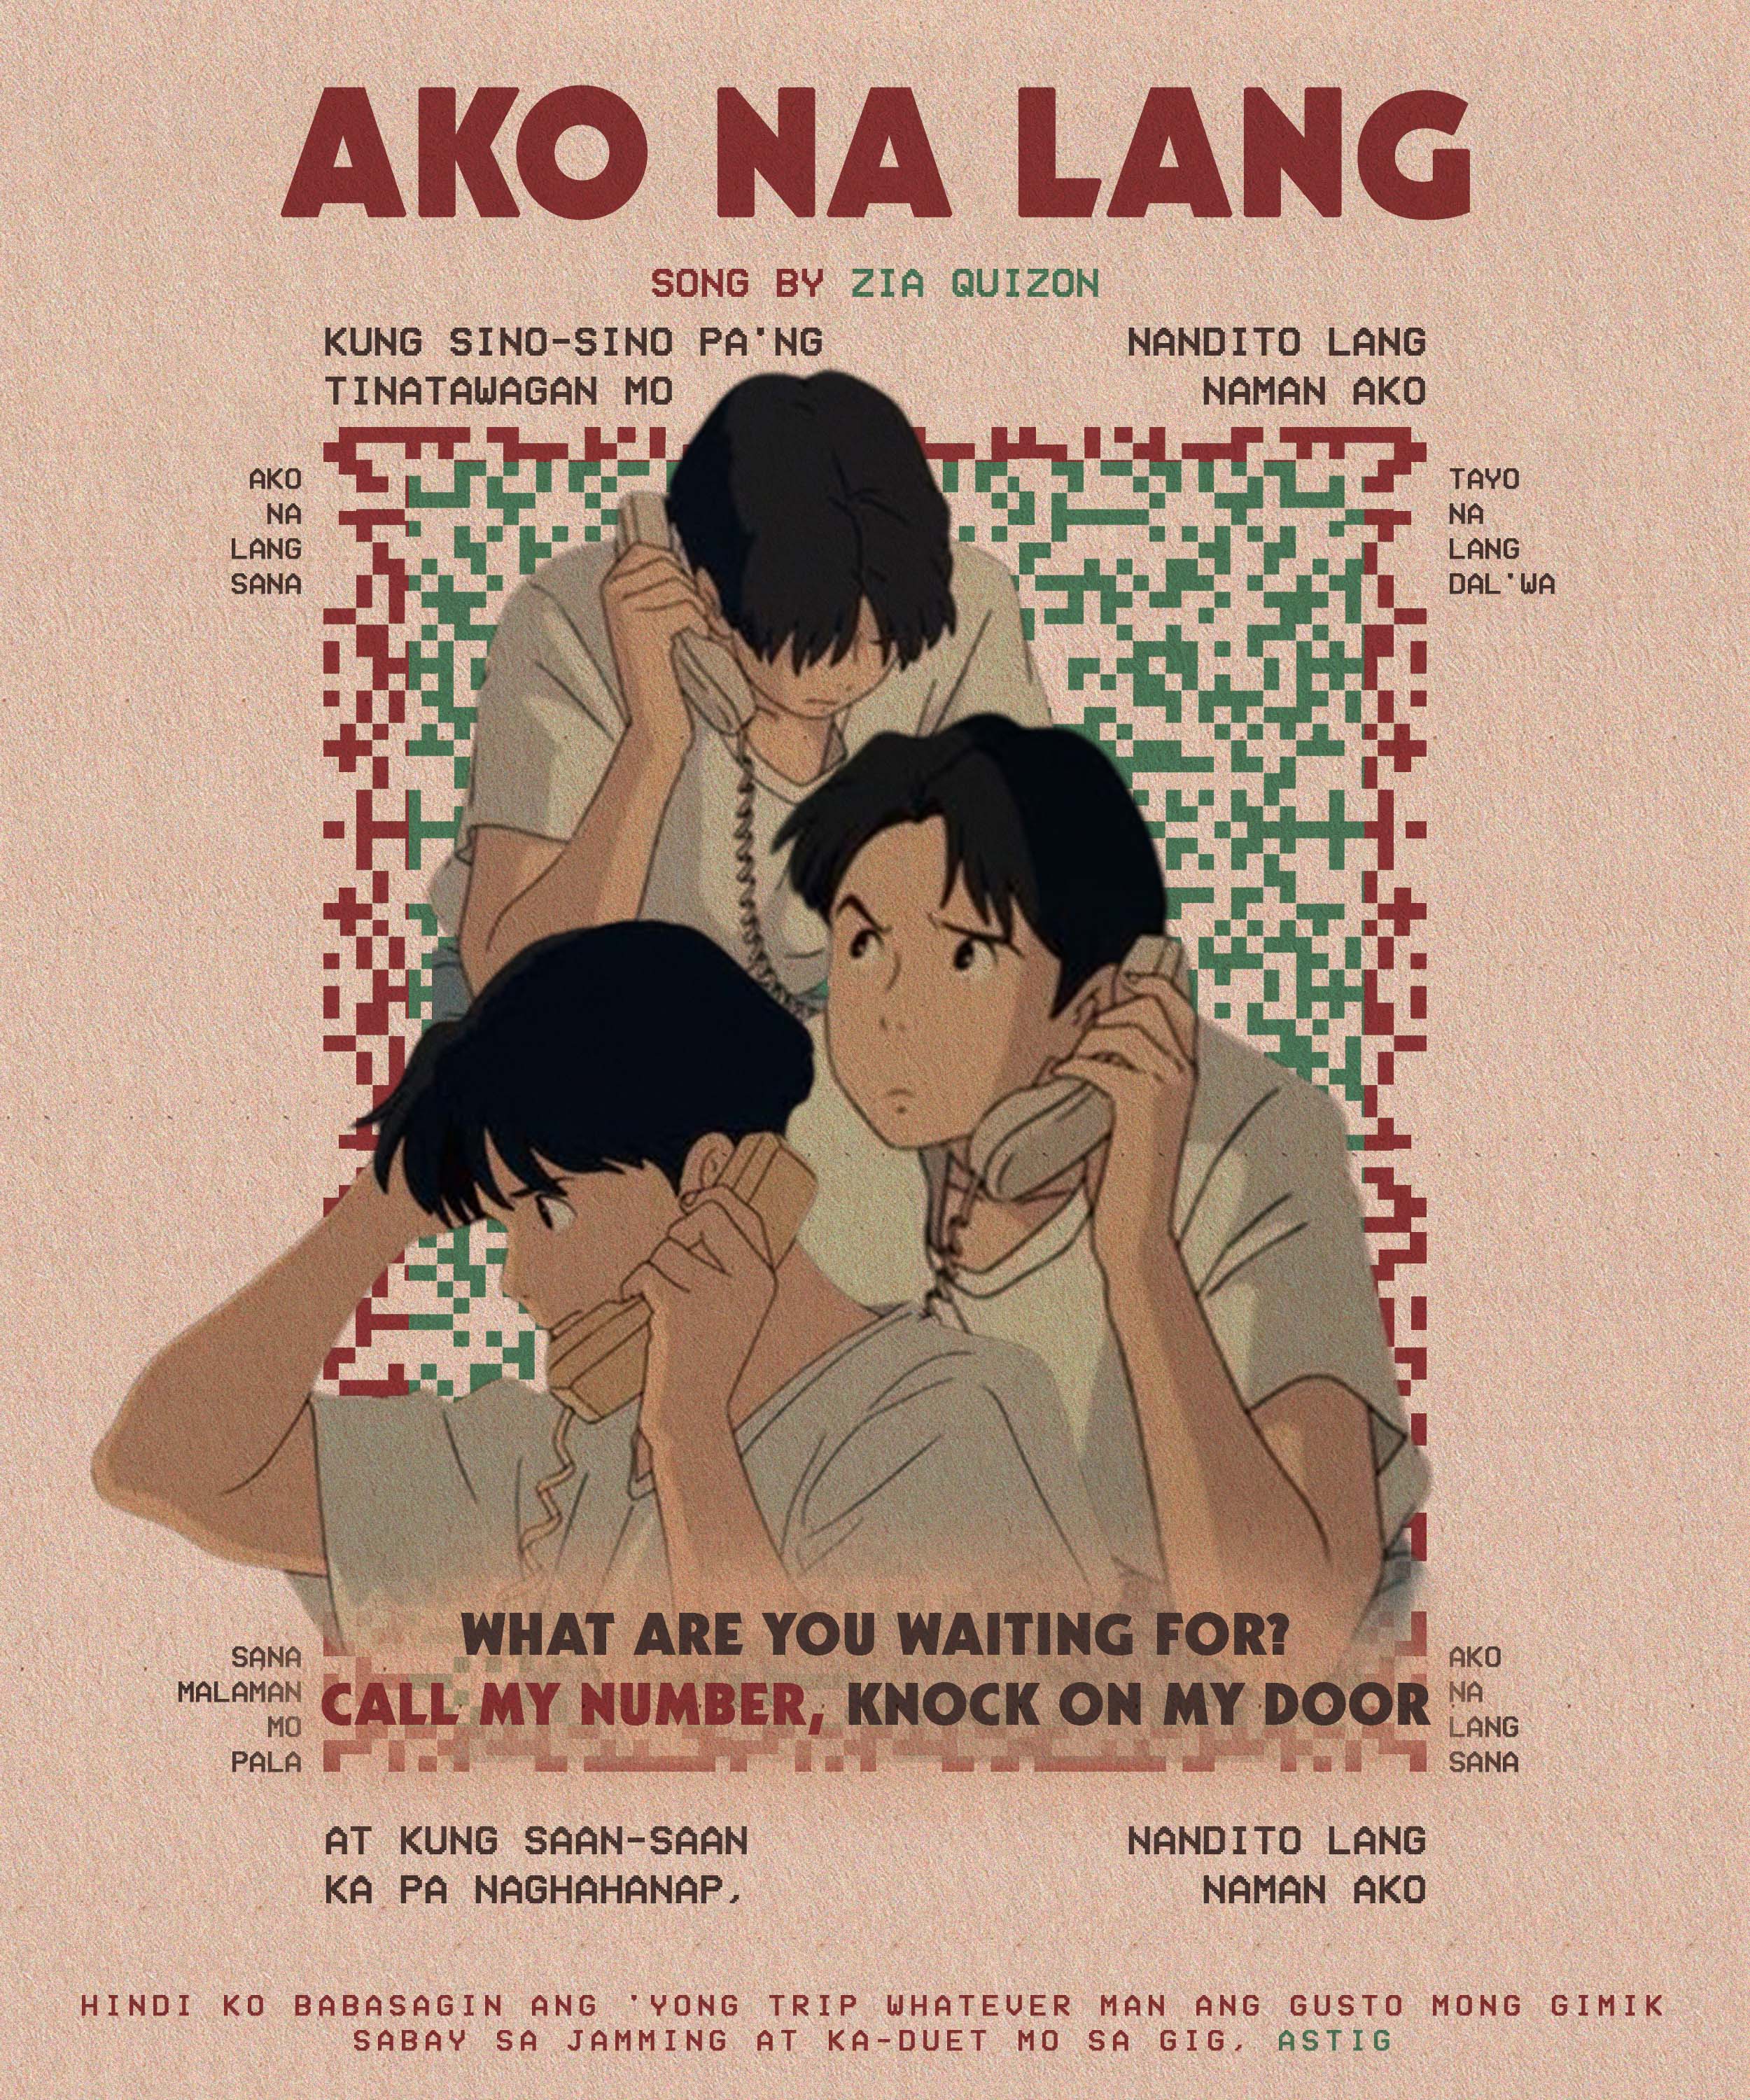 AKO NA LANG
SONG BY ZIA QUIZON
KUNG SINO-SINO PA'NG
TINATAWAGAN MO
NANDITO LANG
NAMAN AKO
AKO
NA
LANG
SANA
TAYO
NA
LANG
DAL'WA
WHAT ARE YOU WAITING FOR?
CALL MY NUMBER, KNOCK ON MY DOOR
SANA
MALAMAN
MO
PALA
AKO
NA
LANG
SANA
AT KUNG SAAN-SAAN
KA PA NAGHAHANAP,
NANDITO LANG
NAMAN AKO
HINDI KO BABASAGIN ANG 'YONG TRIP WHATEVER MAN ANG GUSTO MONG GIMIK
SABAY SA JAMMING AT KA-DUET MO SA GIG, ASTIG